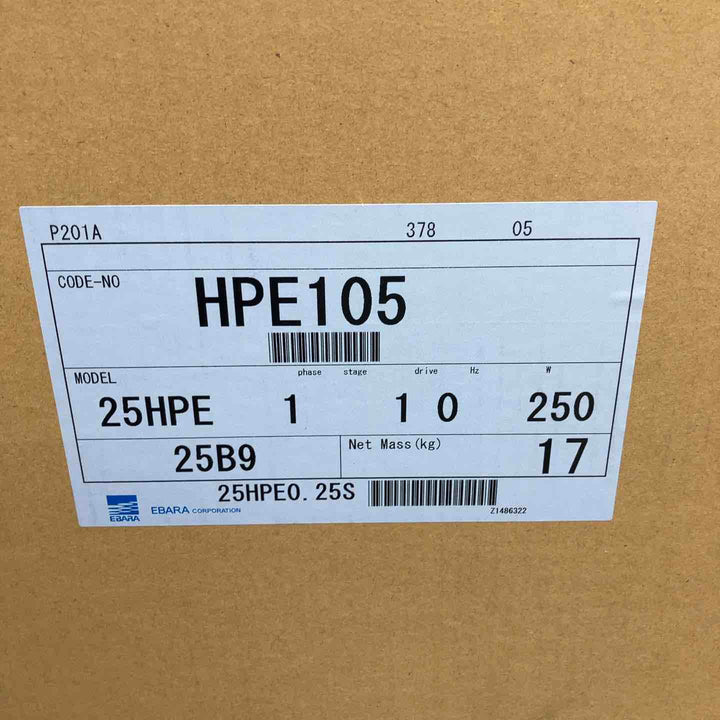 P201A 378 05
CODE-NO
HPE105
MODEL phase stage drive Hz W
25HPE 1 1 0 250
25B9 Net Mass(kg) 17
25HPE0.25S
EBARA EBARA CORPORATION Z1486322